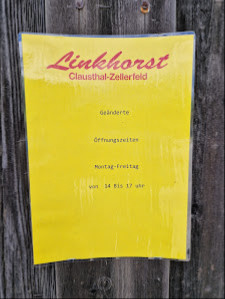 Linkhorst
Clausthal-Zellerfeld
Geänderte
Öffnungszeiten
Montag-Freitag
von 14 Bis 17 uhr